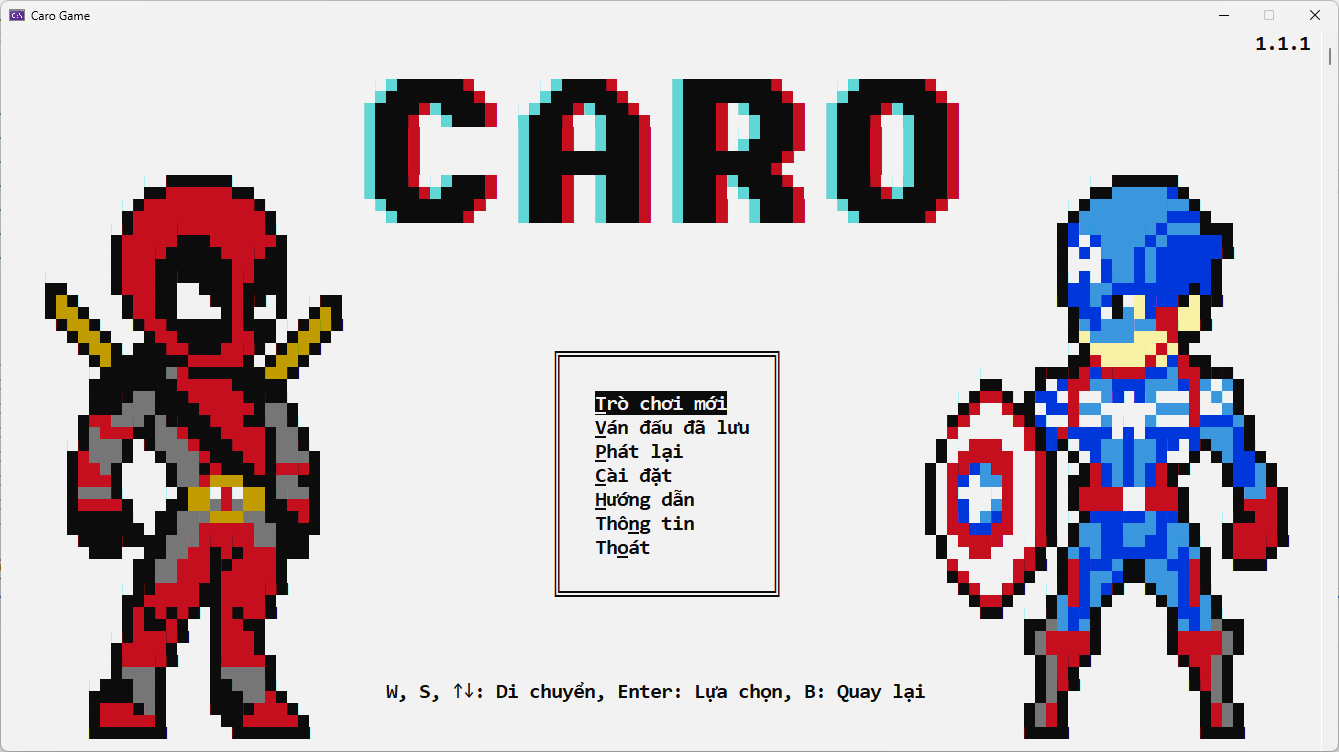 Caro Game
1.1.1
CARO
Trò chơi mới
Ván đấu đã lưu
Phát lại
Cài đặt
Hướng dẫn
Thông tin
Thoát
W, S, ↑↓: Di chuyển, Enter: Lựa chọn, B: Quay lại